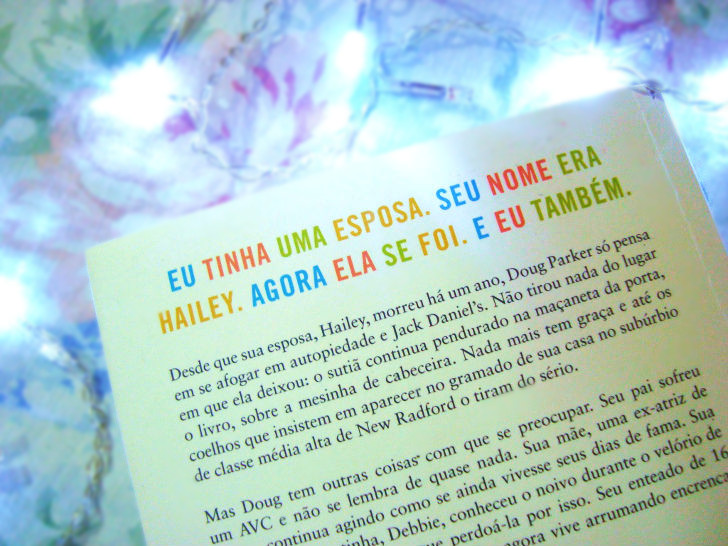 EU TINHA UMA ESPOSA. SEU NOME ERA
HAILEY. AGORA ELA SE FOI. E EU TAMBÉM.
Desde que sua esposa, Hailey, morreu há um ano, Doug Parker só pensa
em se afogar em autopiedade e Jack Daniel's. Não tirou nada do lugar
em que ela deixou: o sutiã continua pendurado na maçaneta da porta,
o livro, sobre a mesinha de cabeceira. Nada mais tem graça e até os
coelhos que insistem em aparecer no gramado de sua casa no subúrbio
de classe média alta de New Radford o tiram do sério.
Mas Doug tem outras coisas com que se preocupar. Seu pai sofreu
um AVC e não se lembra de quase nada. Sua mãe, uma ex-atriz de
continua agindo como se ainda vivesse seus dias de fama. Sua
tinha, Debbie, conheceu o noivo durante o velório de
perdoá-la por isso. Seu enteado de 16
agora vive arrumando encrenca